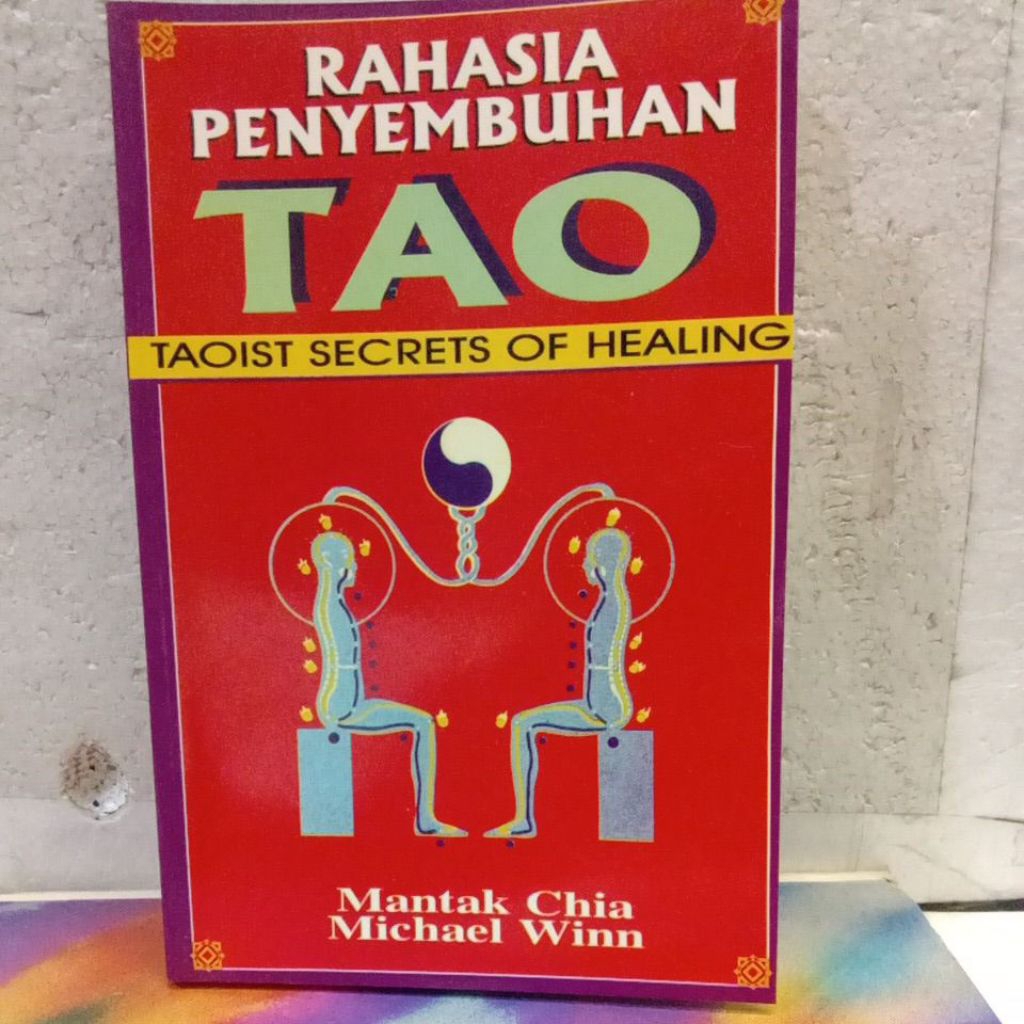 RAHASIA
PENYEMBUHAN
TAO
TAOIST SECRETS OF HEALING
Mantak Chia
Michael Winn